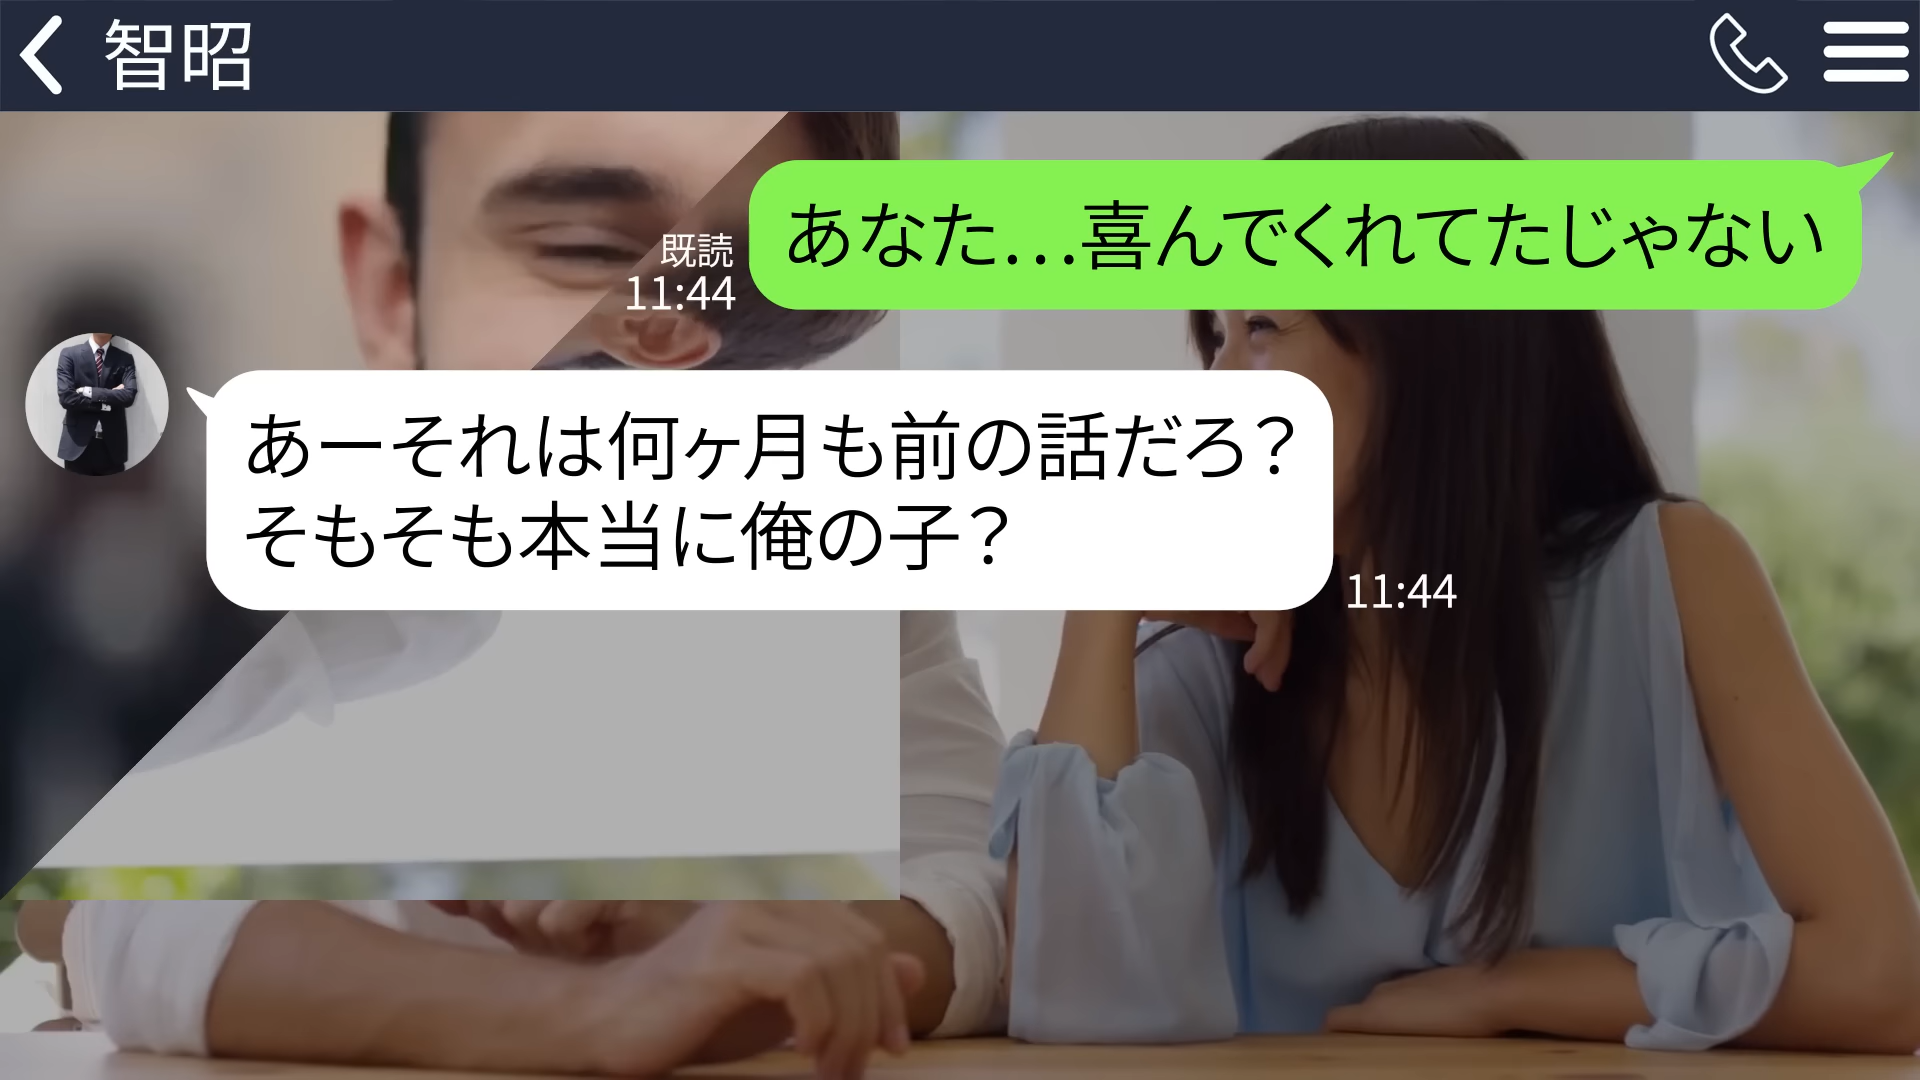 智昭
あなた…喜んでくれてたじゃない
既読
11:44
あーそれは何ヶ月も前の話だろ？
そもそも本当に俺の子？
11:44